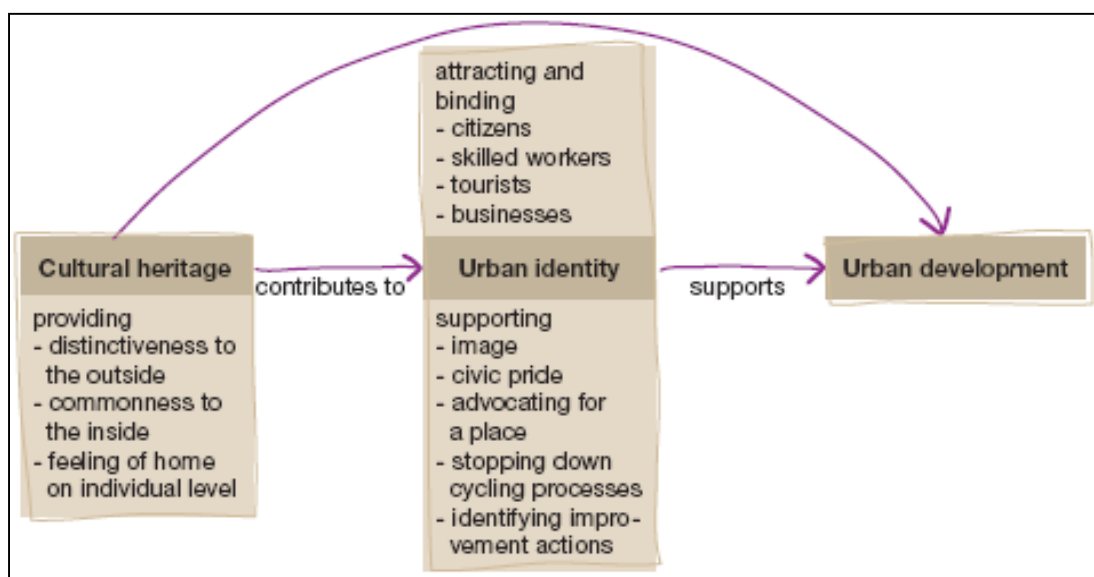 attracting and
binding
- citizens
- skilled workers
- tourists
- businesses
Cultural heritage
contributes to
Urban identity
supports
Urban development
providing
- distinctiveness to
the outside
- commonness to
the inside
- feeling of home
on individual level
supporting
- image
- civic pride
- advocating for
a place
- stopping down
cycling processes
- identifying impro-
vement actions